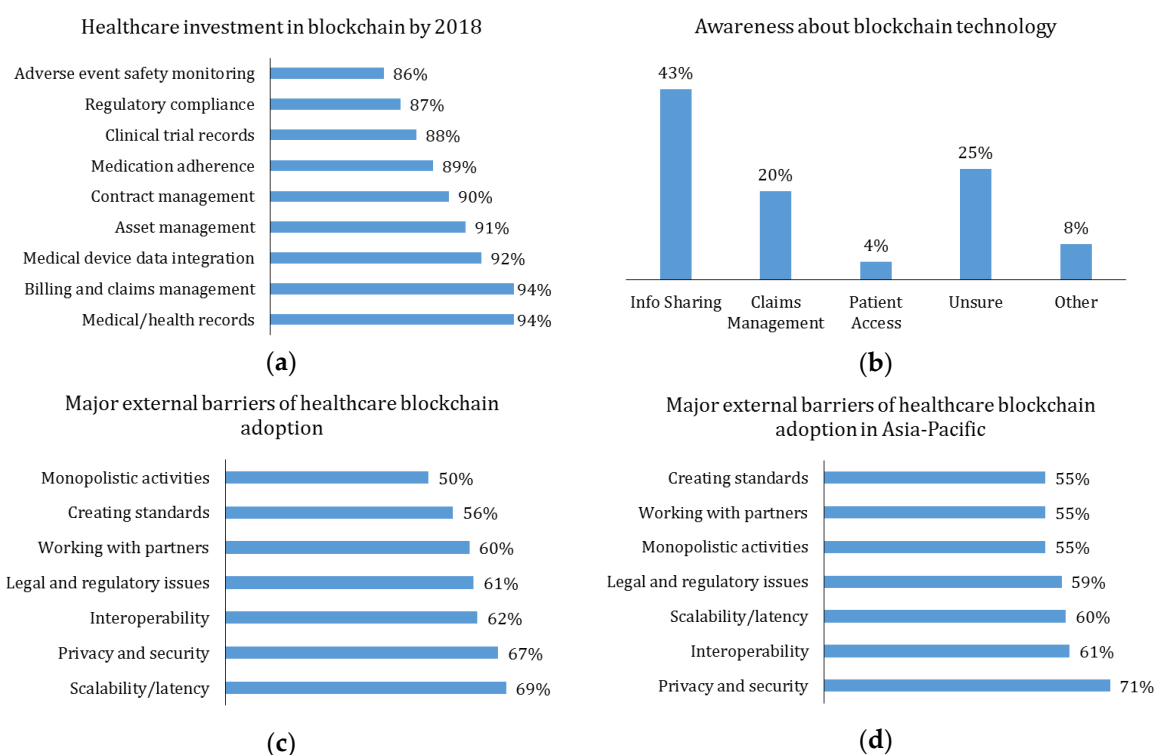 Healthcare investment in blockchain by 2018
Adverse event safety monitoring 86%
Regulatory compliance 87%
Clinical trial records 88%
Medication adherence 89%
Contract management 90%
Asset management 91%
Medical device data integration 92%
Billing and claims management 94%
Medical/health records 94%
(a)
Awareness about blockchain technology
43%
20%
4%
25%
8%
Info Sharing
Claims
Management
Patient
Access
Unsure
Other
(b)
Major external barriers of healthcare blockchain
adoption
Monopolistic activities 50%
Creating standards 56%
Working with partners 60%
Legal and regulatory issues 61%
Interoperability 62%
Privacy and security 67%
Scalability/latency 69%
(c)
Major external barriers of healthcare blockchain
adoption in Asia-Pacific
Creating standards 55%
Working with partners 55%
Monopolistic activities 55%
Legal and regulatory issues 59%
Scalability/latency 60%
Interoperability 61%
Privacy and security 71%
(d)